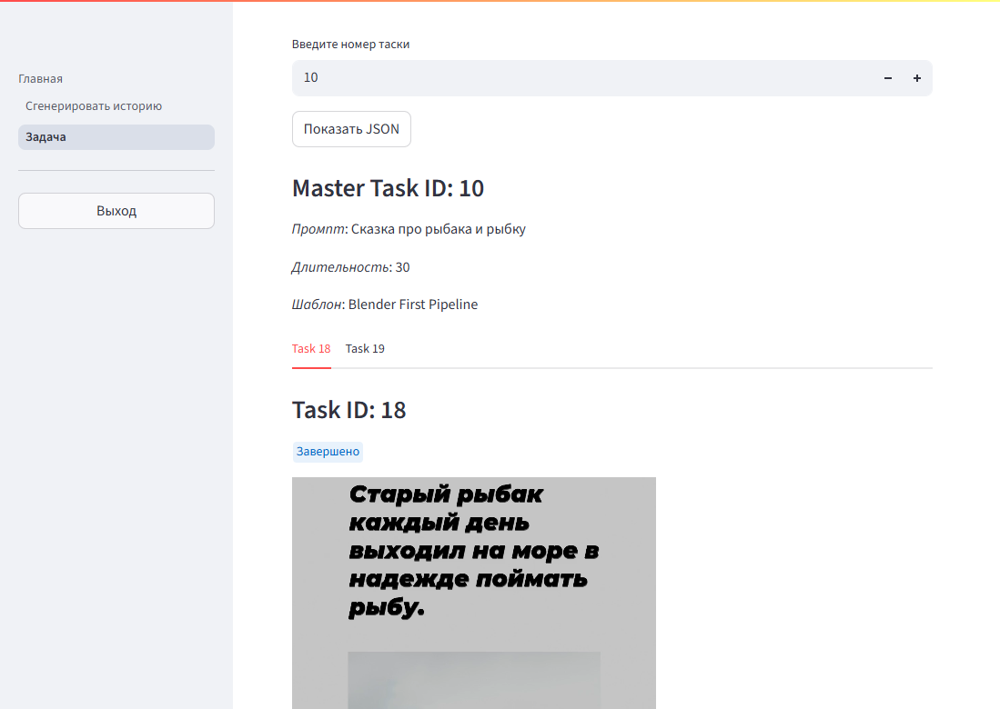 Главная
Сгенерировать историю
Задача
Выход
Введите номер таски
10
Показать JSON
Master Task ID: 10
Промпт: Сказка про рыбака и рыбку
Длительность: 30
Шаблон: Blender First Pipeline
Task 18 Task 19
Task ID: 18
Завершено
Старый рыбак
каждый день
выходил на море в
надежде поймать
рыбу.